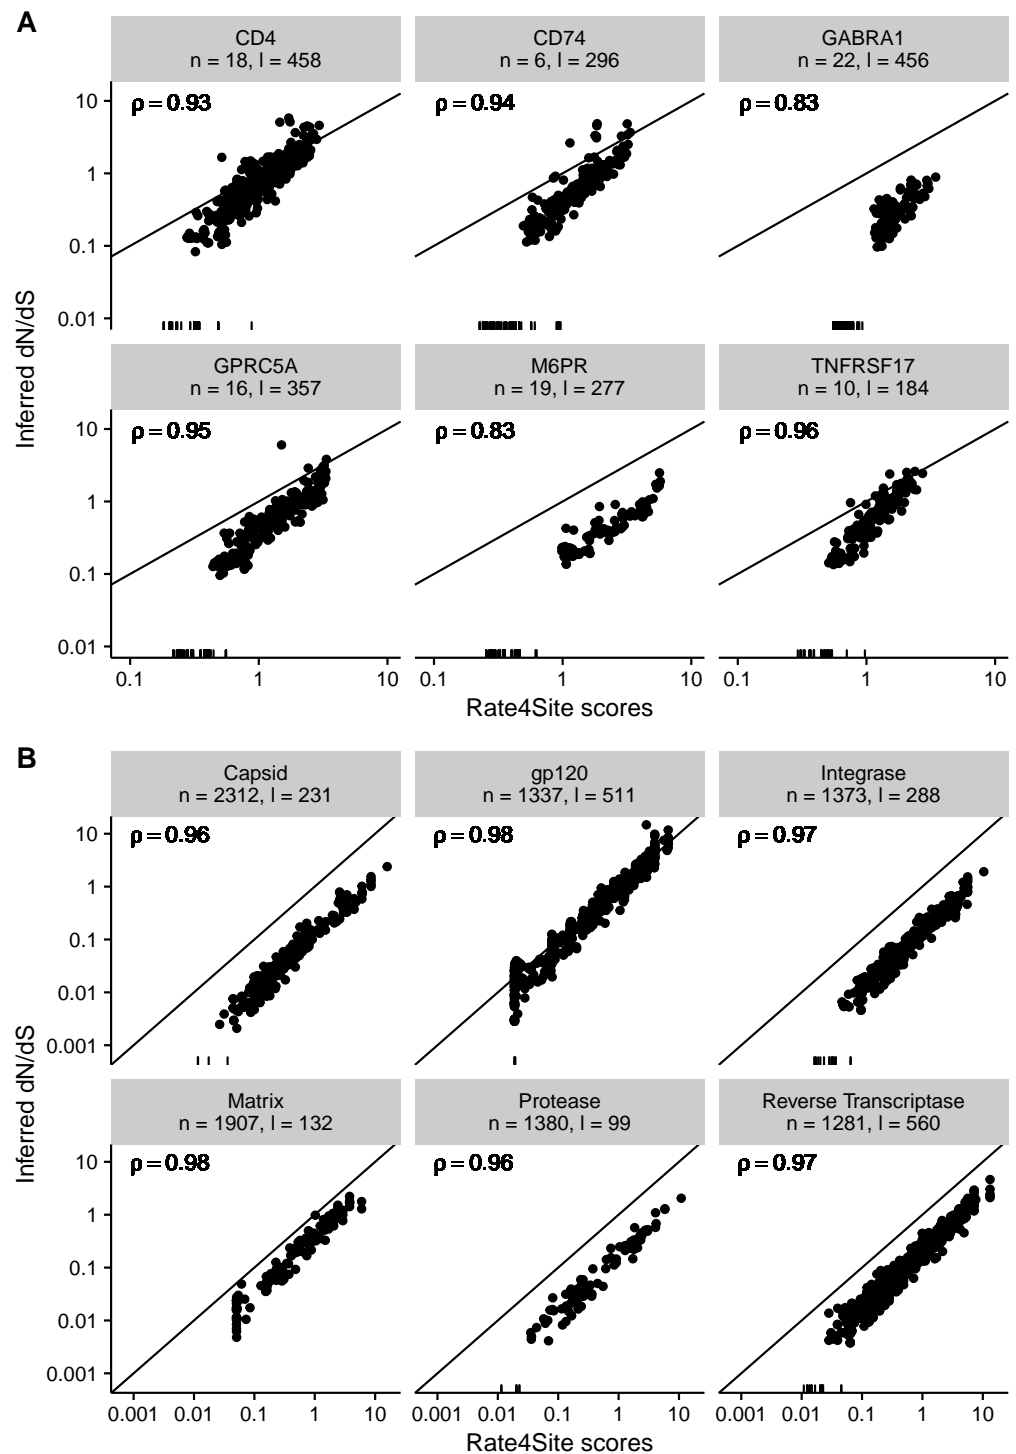 A
CD4
n = 18, l = 458
CD74
n = 6, l = 296
GABRA1
n = 22, l = 456
ρ = 0.93
ρ = 0.94
ρ = 0.83
10
1
0.1
0.01
GPRC5A
n = 16, l = 357
M6PR
n = 19, l = 277
TNFRSF17
n = 10, l = 184
ρ = 0.95
ρ = 0.83
ρ = 0.96
10
1
0.1
0.01
Inferred dN/dS
0.1 1 10 0.1 1 10 0.1 1 10
Rate4Site scores
B
Capsid
n = 2312, l = 231
gp120
n = 1337, l = 511
Integrase
n = 1373, l = 288
ρ = 0.96
ρ = 0.98
ρ = 0.97
10
1
0.1
0.01
0.001
Matrix
n = 1907, l = 132
Protease
n = 1380, l = 99
Reverse Transcriptase
n = 1281, l = 560
ρ = 0.98
ρ = 0.96
ρ = 0.97
10
1
0.1
0.01
0.001
Inferred dN/dS
0.001 0.01 0.1 1 10 0.001 0.01 0.1 1 10 0.001 0.01 0.1 1 10
Rate4Site scores